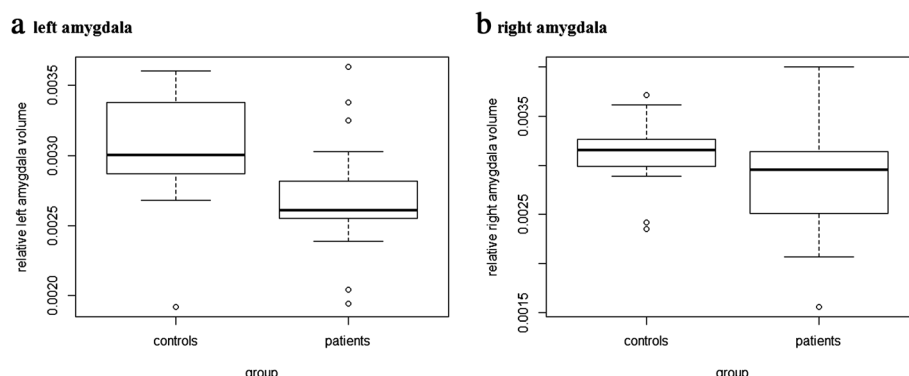 a left amygdala
relative left amygdala volume
0.0035
0.0030
0.0025
0.0020
controls patients
group
b right amygdala
relative right amygdala volume
0.0035
0.0025
0.0015
controls patients
group